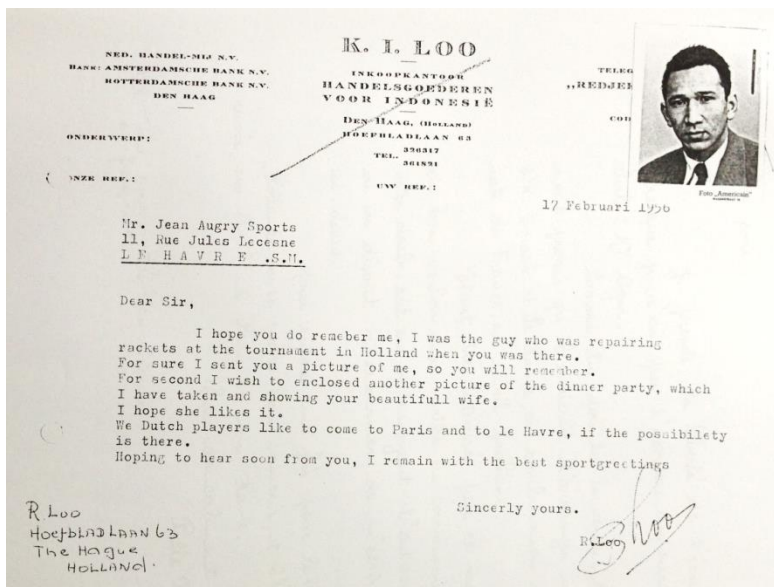 NED. HANDEL-MIJ N.V.
BANK: AMSTERDAMSCHE BANK N.V.
ROTTERDAMSCHE BANK N.V.
DEN HAAG
ONDERWERP:
ONZE REF.:
K. I. LOO
INKOOPKANTOOR
HANDELSGOEDEREN
VOOR INDONESIË
DEN HAAG, (HOLLAND)
HOEFBLADLAAN 63
TEL. 326317
361821
UW REF.:
TELEG
„REDJE
COD
Foto „Americain"
17 Februari 1956
Mr. Jean Augry Sports
11, Rue Jules Lecesne
L E H A V R E .S.M.
Dear Sir,
I hope you do remeber me, I was the guy who was repairing
rackets at the tournament in Holland when you was there.
For sure I sent you a picture of me, so you will remember.
For second I wish to enclosed another picture of the dinner party, which
I have taken and showing your beautifull wife.
I hope she likes it.
We Dutch players like to come to Paris and to le Havre, if the possibilety
is there.
Hoping to hear soon from you, I remain with the best sportgreetings
Sincerly yours.
R.Loo
Loo
R. Loo
HoefBLADLAAN 63
The Hague
HOLLAND.